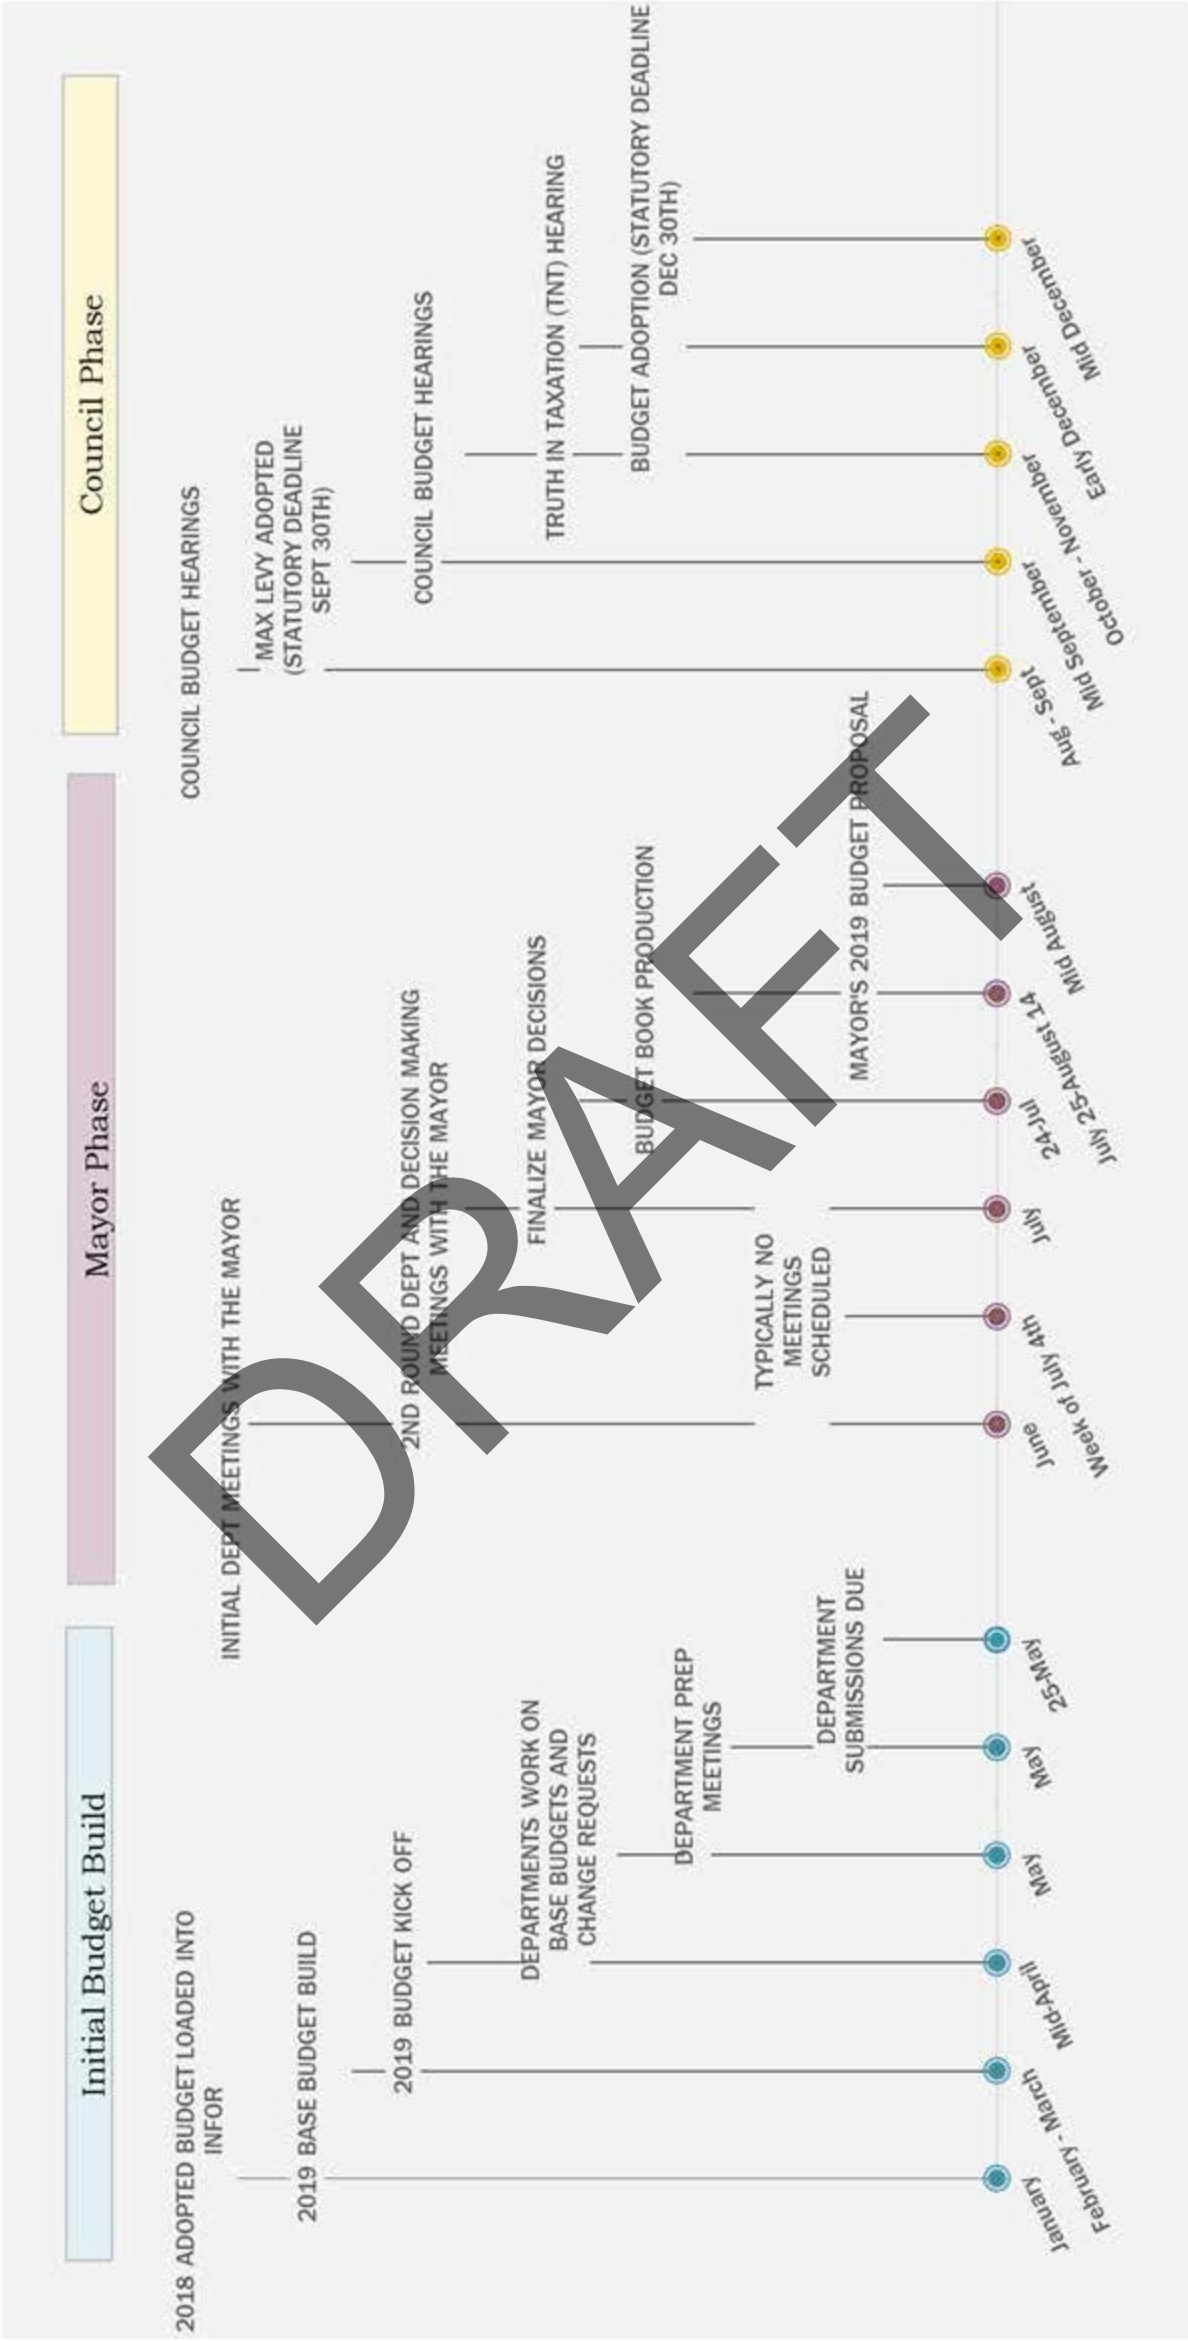 Initial Budget Build
Mayor Phase
Council Phase
2018 ADOPTED BUDGET LOADED INTO
INFOR
2019 BASE BUDGET BUILD
2019 BUDGET KICK OFF
DEPARTMENTS WORK ON
BASE BUDGETS AND
CHANGE REQUESTS
DEPARTMENT PREP
MEETINGS
DEPARTMENT
SUBMISSIONS DUE
INITIAL DEPT MEETINGS WITH THE MAYOR
TYPICALLY NO
MEETINGS
SCHEDULED
2ND ROUND DEPT AND DECISION MAKING
MEETINGS WITH THE MAYOR
FINALIZE MAYOR DECISIONS
BUDGET BOOK PRODUCTION
MAYOR'S 2019 BUDGET PROPOSAL
COUNCIL BUDGET HEARINGS
MAX LEVY ADOPTED
(STATUTORY DEADLINE
SEPT 30TH)
COUNCIL BUDGET HEARINGS
TRUTH IN TAXATION (TNT) HEARING
BUDGET ADOPTION (STATUTORY DEADLINE
DEC 30TH)
January
February - March
Mid-April
May
May
25-May
June
Week of July 4th
July
24-Jul
July 25-August 14
Mid August
Aug - Sept
Mid September
October - November
Early December
Mid December
DRAFT